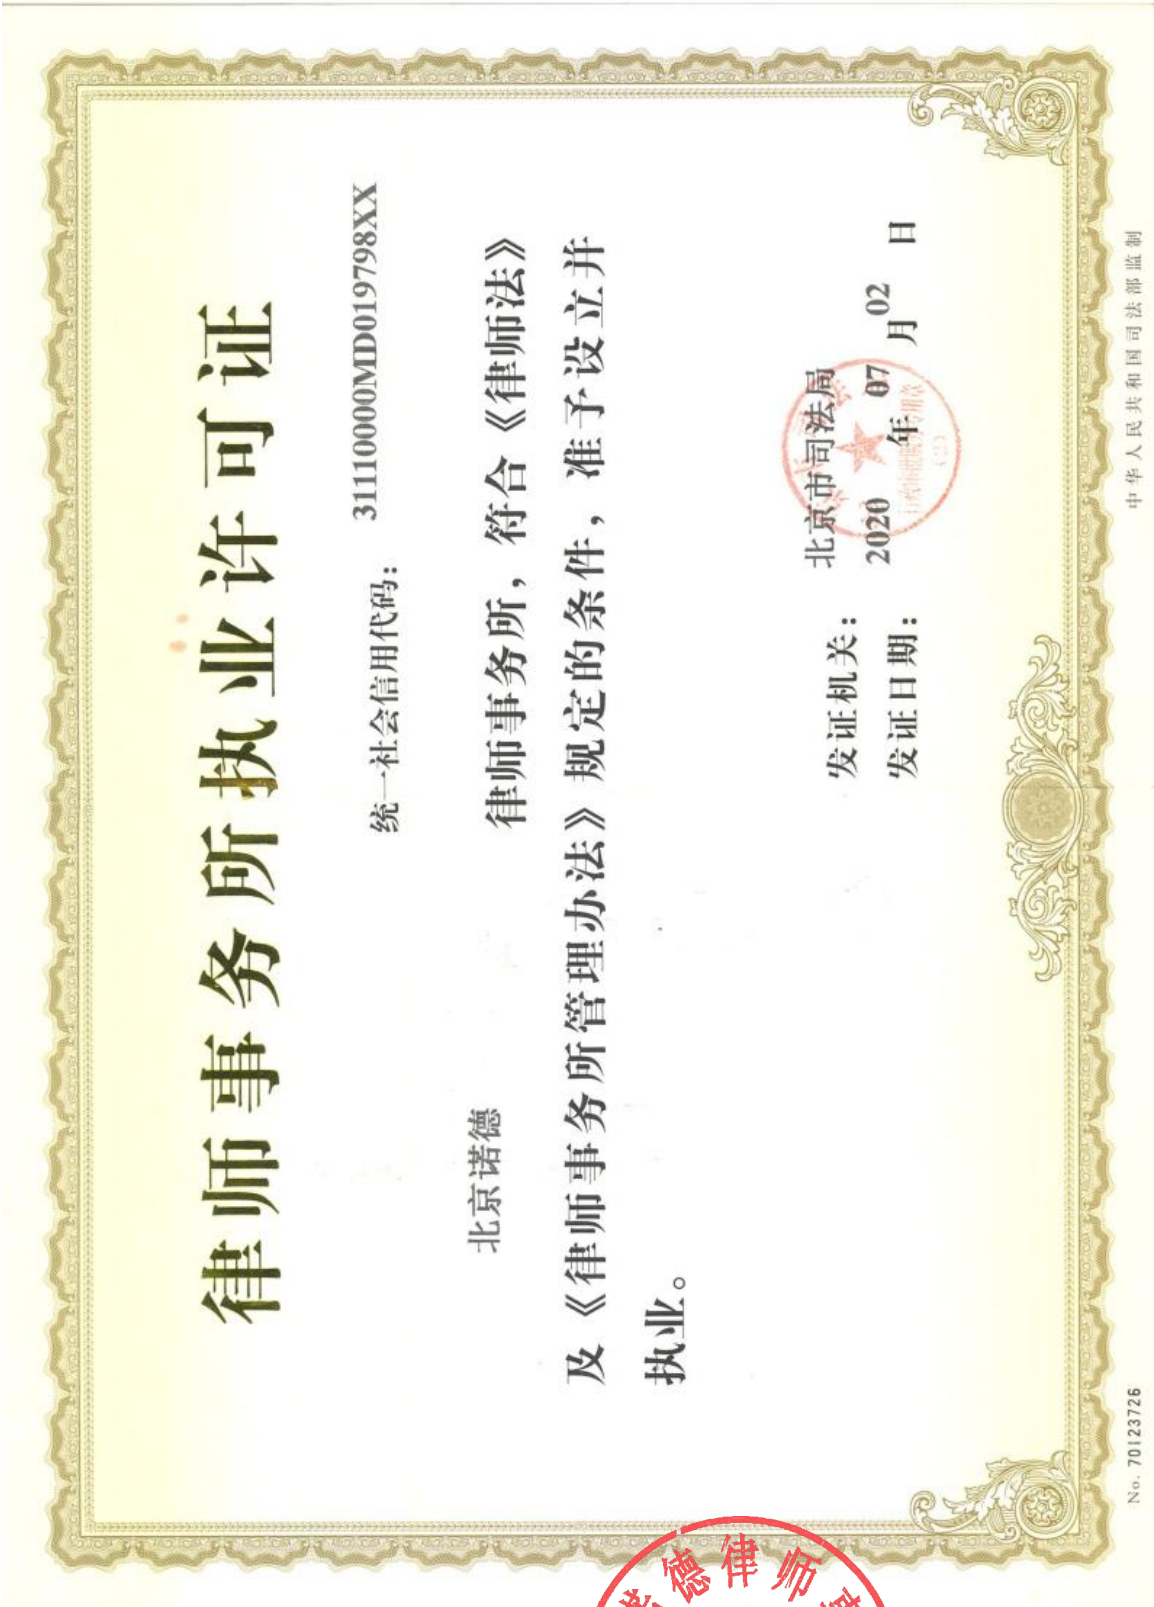 律师事务所执业许可证
统一社会信用代码： 31110000MD019798XX
北京诺德 律师事务所，符合《律师法》
及《律师事务所管理办法》规定的条件，准予设立并
执业。
发证机关： 北京市司法局
发证日期： 2020 年 07 月 02 日
No. 70123726
中华人民共和国司法部监制
德律师